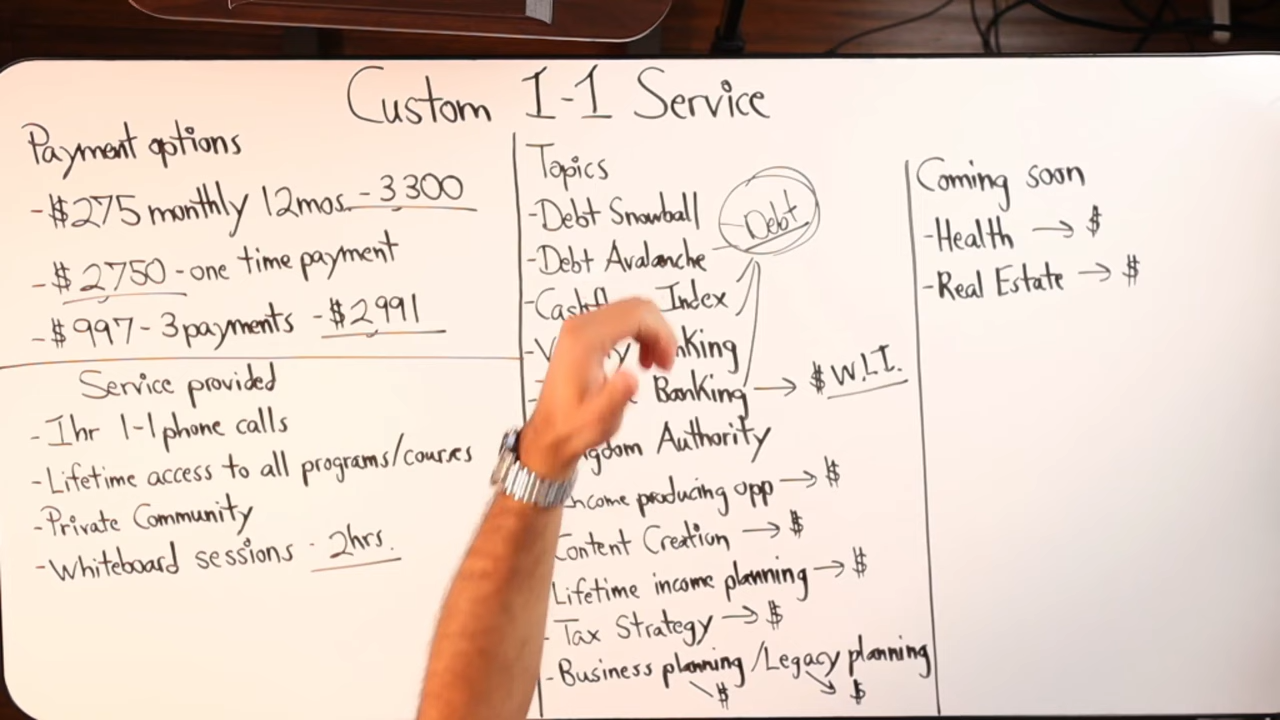 Custom 1-1 Service
Payment options
-$275 monthly 12mos. - 3300
-$2750 - one time payment
-$997 - 3 payments - $2991
Service provided
-1hr 1-1 phone calls
-Lifetime access to all programs/courses
-Private Community
-Whiteboard sessions - 2hrs.
Topics
-Debt Snowball
-Debt Avalanche
Debt
Index
Banking → $ W.L.I.
Authority
Income producing opp → $
Content Creation → $
Lifetime income planning → $
-Tax Strategy → $
-Business planning/Legacy planning
→ $ → $
Coming soon
-Health → $
-Real Estate → $